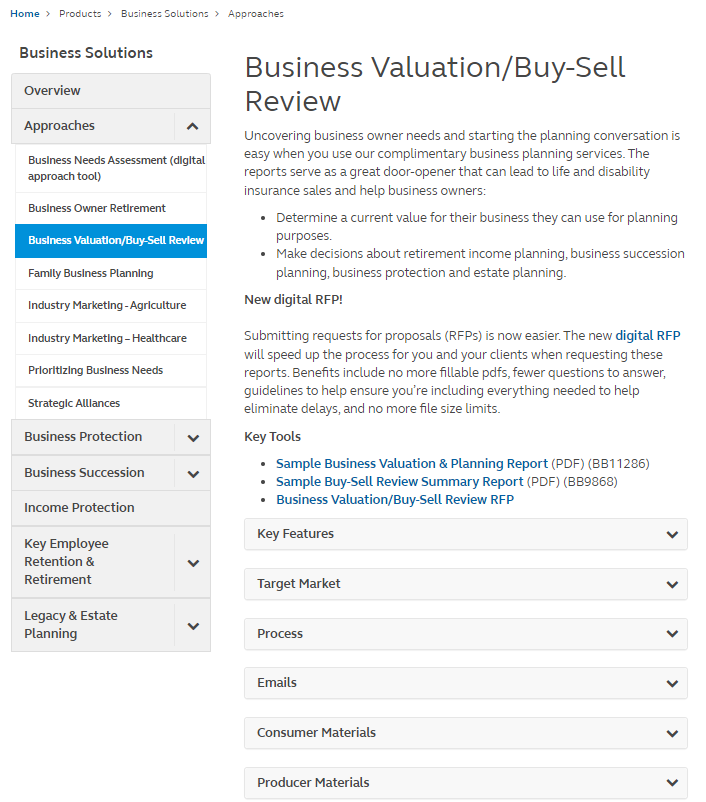 Home > Products > Business Solutions > Approaches
Business Solutions
Overview
Approaches
Business Needs Assessment (digital
approach tool)
Business Owner Retirement
Business Valuation/Buy-Sell Review
Family Business Planning
Industry Marketing - Agriculture
Industry Marketing – Healthcare
Prioritizing Business Needs
Strategic Alliances
Business Protection
Business Succession
Income Protection
Key Employee
Retention &
Retirement
Legacy & Estate
Planning
Business Valuation/Buy-Sell
Review
Uncovering business owner needs and starting the planning conversation is
easy when you use our complimentary business planning services. The
reports serve as a great door-opener that can lead to life and disability
insurance sales and help business owners:
• Determine a current value for their business they can use for planning
purposes.
• Make decisions about retirement income planning, business succession
planning, business protection and estate planning.
New digital RFP!
Submitting requests for proposals (RFPs) is now easier. The new digital RFP
will speed up the process for you and your clients when requesting these
reports. Benefits include no more fillable pdfs, fewer questions to answer,
guidelines to help ensure you're including everything needed to help
eliminate delays, and no more file size limits.
Key Tools
• Sample Business Valuation & Planning Report (PDF) (BB11286)
• Sample Buy-Sell Review Summary Report (PDF) (BB9868)
• Business Valuation/Buy-Sell Review RFP
Key Features
Target Market
Process
Emails
Consumer Materials
Producer Materials